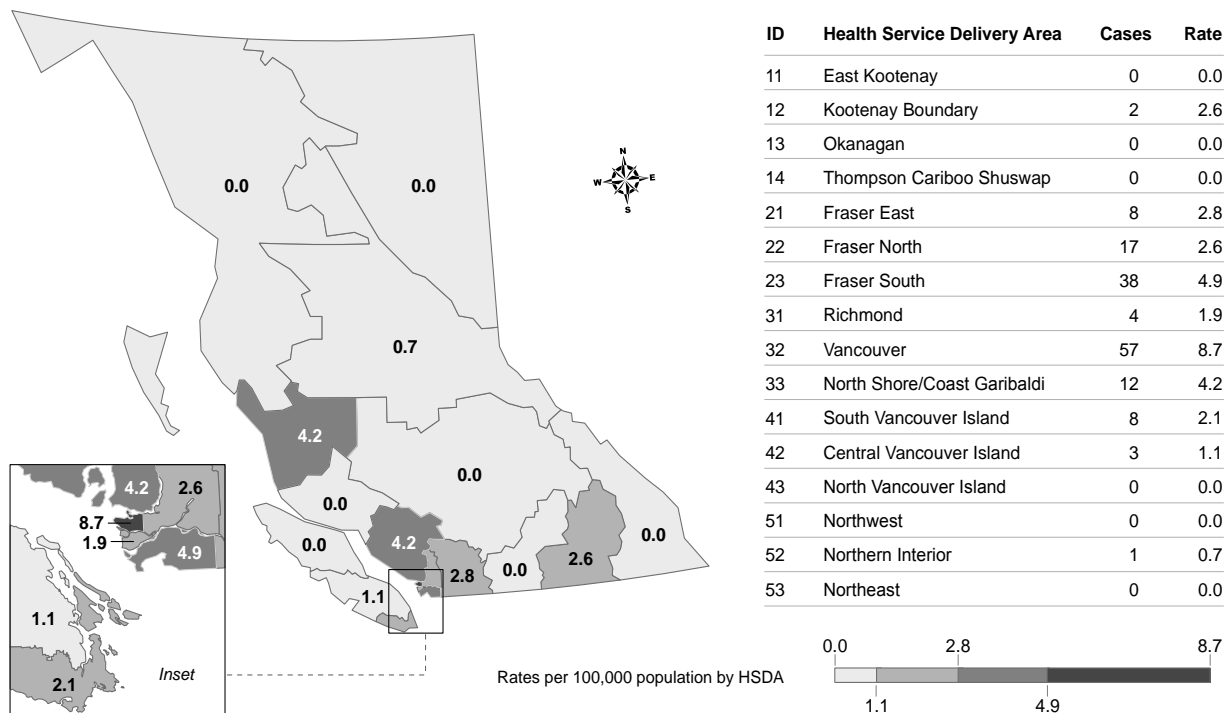 0.0
0.0
0.7
4.2
0.0
0.0
0.0
4.2
2.8
0.0
2.6
0.0
1.1
N
W E
S
4.2
2.6
8.7
1.9
4.9
1.1
2.1
Inset
ID Health Service Delivery Area Cases Rate
11 East Kootenay 0 0.0
12 Kootenay Boundary 2 2.6
13 Okanagan 0 0.0
14 Thompson Cariboo Shuswap 0 0.0
21 Fraser East 8 2.8
22 Fraser North 17 2.6
23 Fraser South 38 4.9
31 Richmond 4 1.9
32 Vancouver 57 8.7
33 North Shore/Coast Garibaldi 12 4.2
41 South Vancouver Island 8 2.1
42 Central Vancouver Island 3 1.1
43 North Vancouver Island 0 0.0
51 Northwest 0 0.0
52 Northern Interior 1 0.7
53 Northeast 0 0.0
Rates per 100,000 population by HSDA
0.0 2.8 8.7
1.1 4.9